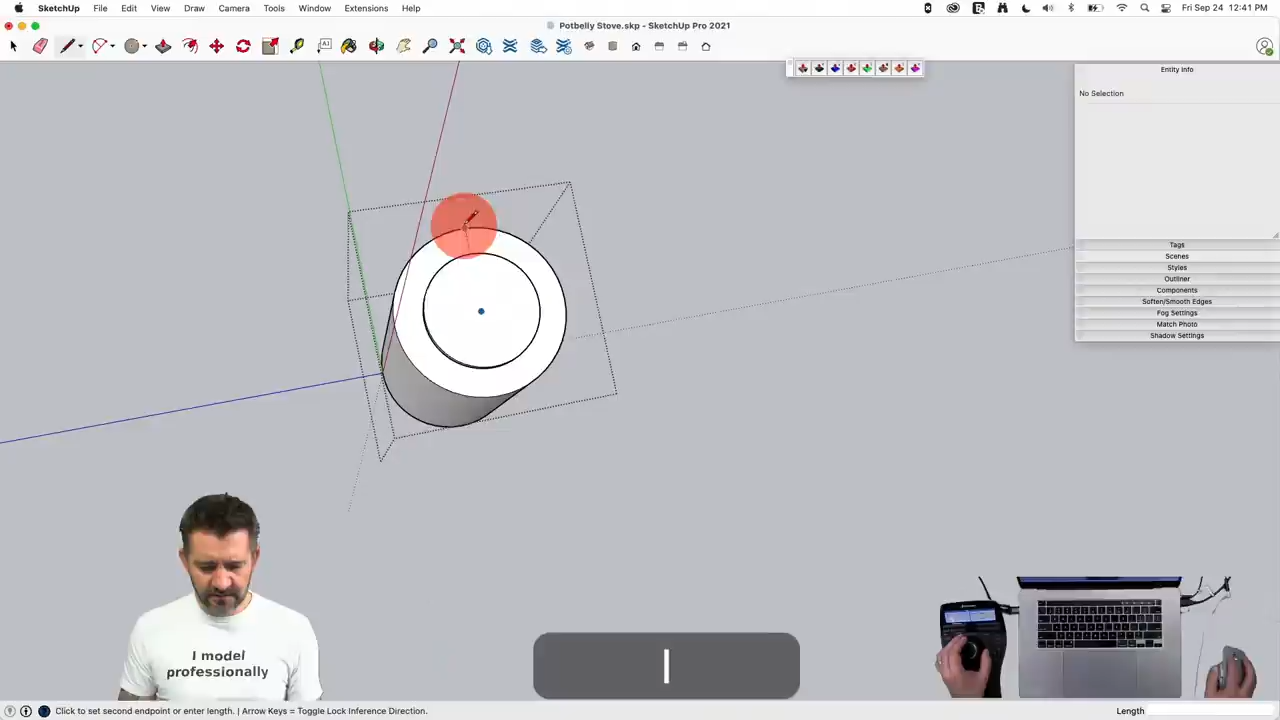 SketchUp File Edit View Draw Camera Tools Window Extensions Help
Fri Sep 24 12:41 PM
Potbelly Stove.skp - SketchUp Pro 2021
Entity Info
No Selection
Tags
Scenes
Styles
Outliner
Components
Soften/Smooth Edges
Fog Settings
Match Photo
Shadow Settings
I model
professionally
l
Click to set second endpoint or enter length. | Arrow Keys = Toggle Lock Inference Direction.
Length